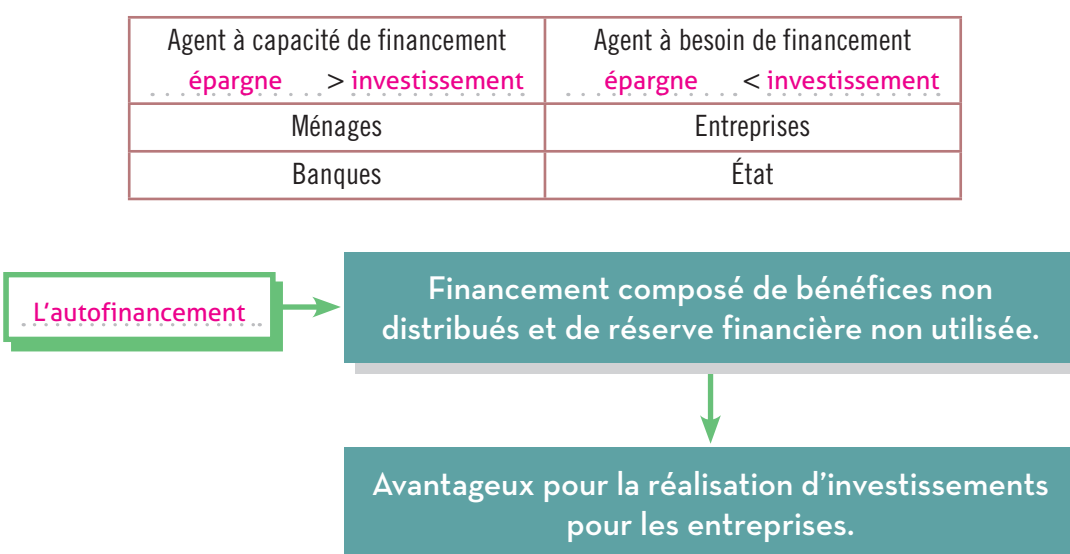 Agent à capacité de financement
épargne > investissement
Agent à besoin de financement
épargne < investissement
Ménages
Entreprises
Banques
État
L'autofinancement
Financement composé de bénéfices non
distribués et de réserve financière non utilisée.
Avantageux pour la réalisation d'investissements
pour les entreprises.